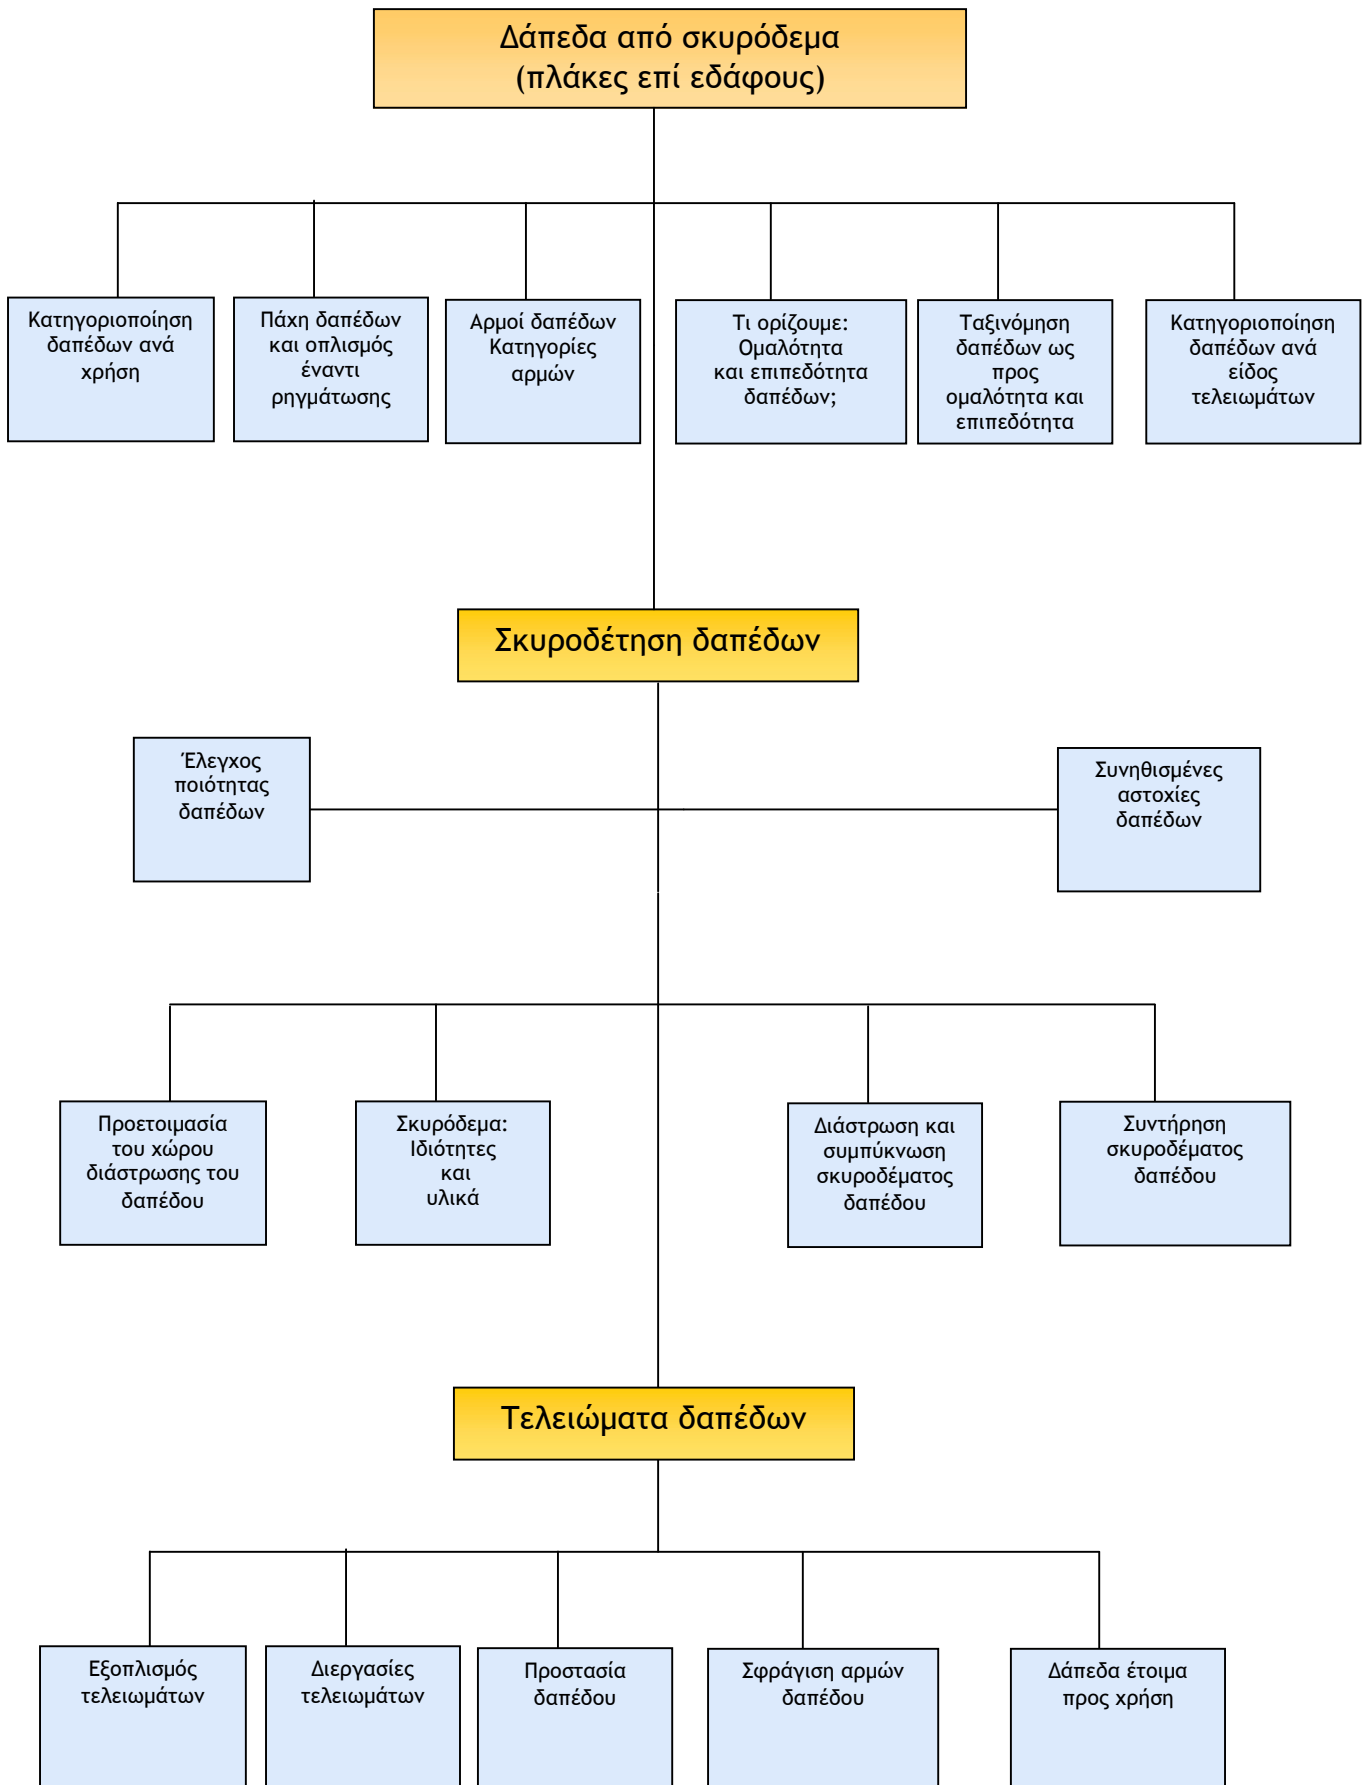 Δάπεδα από σκυρόδεμα
(πλάκες επί εδάφους)
Κατηγοριοποίηση
δαπέδων ανά
χρήση
Πάχη δαπέδων
και οπλισμός
έναντι
ρηγμάτωσης
Αρμοί δαπέδων
Κατηγορίες
αρμών
Τι ορίζουμε:
Ομαλότητα
και επιπεδότητα
δαπέδων;
Ταξινόμηση
δαπέδων ως
προς
ομαλότητα και
επιπεδότητα
Κατηγοριοποίηση
δαπέδων ανά
είδος
τελειωμάτων
Σκυροδέτηση δαπέδων
Έλεγχος
ποιότητας
δαπέδων
Συνηθισμένες
αστοχίες
δαπέδων
Προετοιμασία
του χώρου
διάστρωσης του
δαπέδου
Σκυρόδεμα:
Ιδιότητες
και
υλικά
Διάστρωση και
συμπύκνωση
σκυροδέματος
δαπέδου
Συντήρηση
σκυροδέματος
δαπέδου
Τελειώματα δαπέδων
Εξοπλισμός
τελειωμάτων
Διεργασίες
τελειωμάτων
Προστασία
δαπέδου
Σφράγιση αρμών
δαπέδου
Δάπεδα έτοιμα
προς χρήση